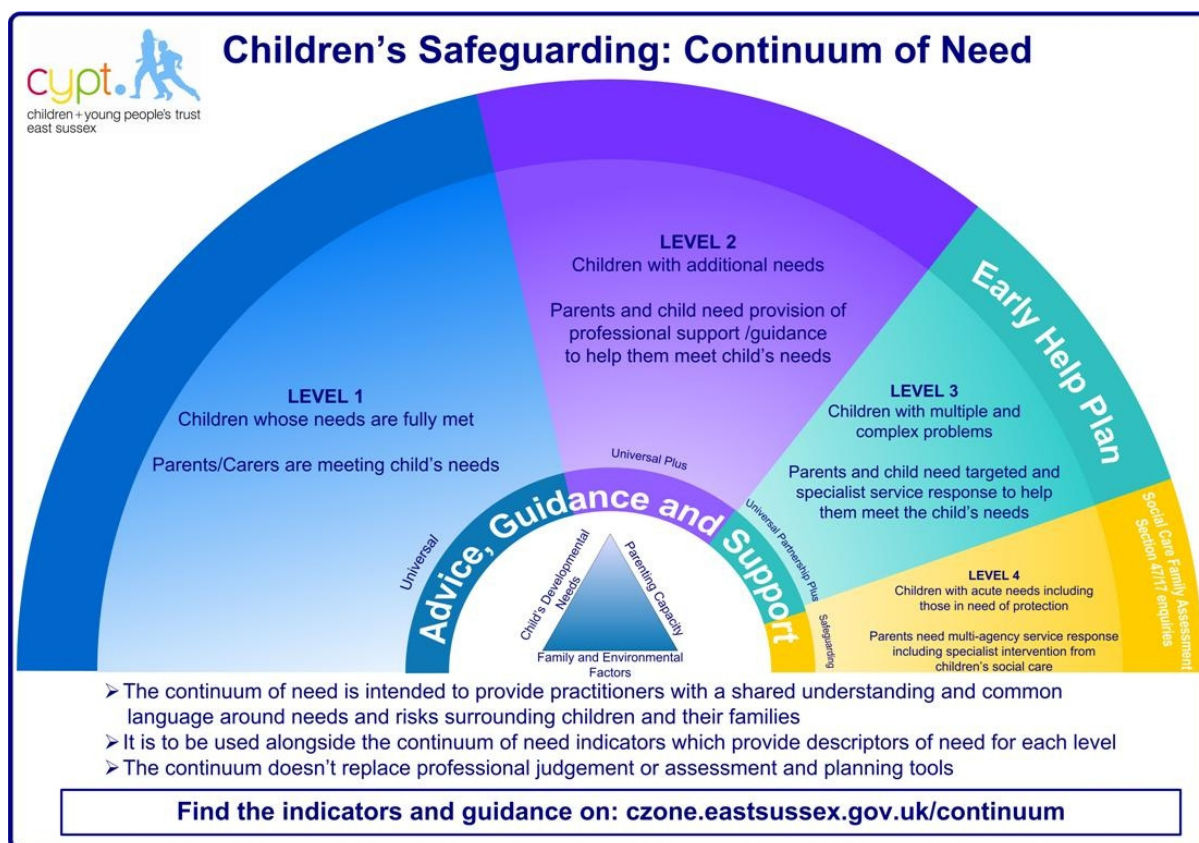 cypt.
children + young people's trust
east sussex
Children's Safeguarding: Continuum of Need
LEVEL 1
Children whose needs are fully met
Parents/Carers are meeting child's needs
LEVEL 2
Children with additional needs
Parents and child need provision of
professional support /guidance
to help them meet child's needs
LEVEL 3
Children with multiple and
complex problems
Parents and child need targeted and
specialist service response to help
them meet the child's needs
Early Help Plan
LEVEL 4
Children with acute needs including
those in need of protection
Parents need multi-agency service response
including specialist intervention from
children's social care
Social Care Family Assessment
Section 47/17 enquiries
Universal
Universal Plus
Universal Partnership Plus
Safeguarding
Advice, Guidance and Support
Child's Developmental
Needs
Parenting Capacity
Family and Environmental
Factors
➤ The continuum of need is intended to provide practitioners with a shared understanding and common
language around needs and risks surrounding children and their families
➤ It is to be used alongside the continuum of need indicators which provide descriptors of need for each level
➤ The continuum doesn't replace professional judgement or assessment and planning tools
Find the indicators and guidance on: czone.eastsussex.gov.uk/continuum